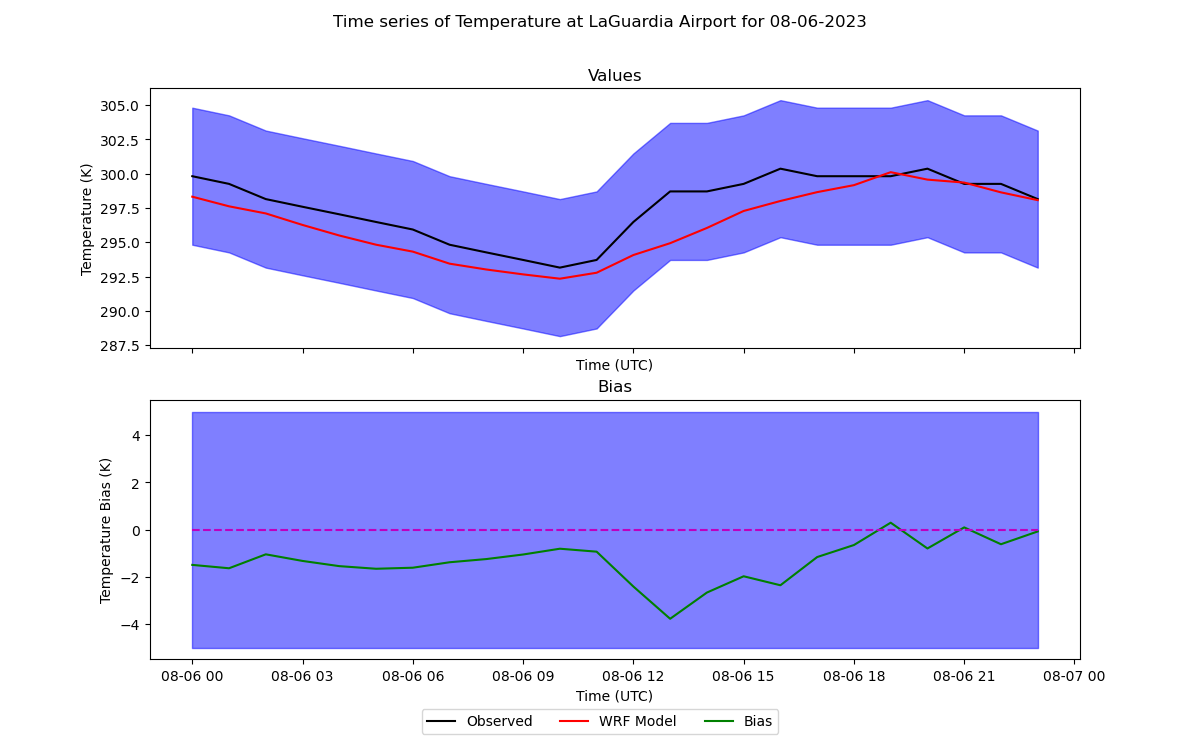 Time series of Temperature at LaGuardia Airport for 08-06-2023
Values
Temperature (K)
305.0
302.5
300.0
297.5
295.0
292.5
290.0
287.5
Time (UTC)
Bias
Temperature Bias (K)
4
2
0
−2
−4
08-06 00 08-06 03 08-06 06 08-06 09 08-06 12 08-06 15 08-06 18 08-06 21 08-07 00
Time (UTC)
Observed WRF Model Bias